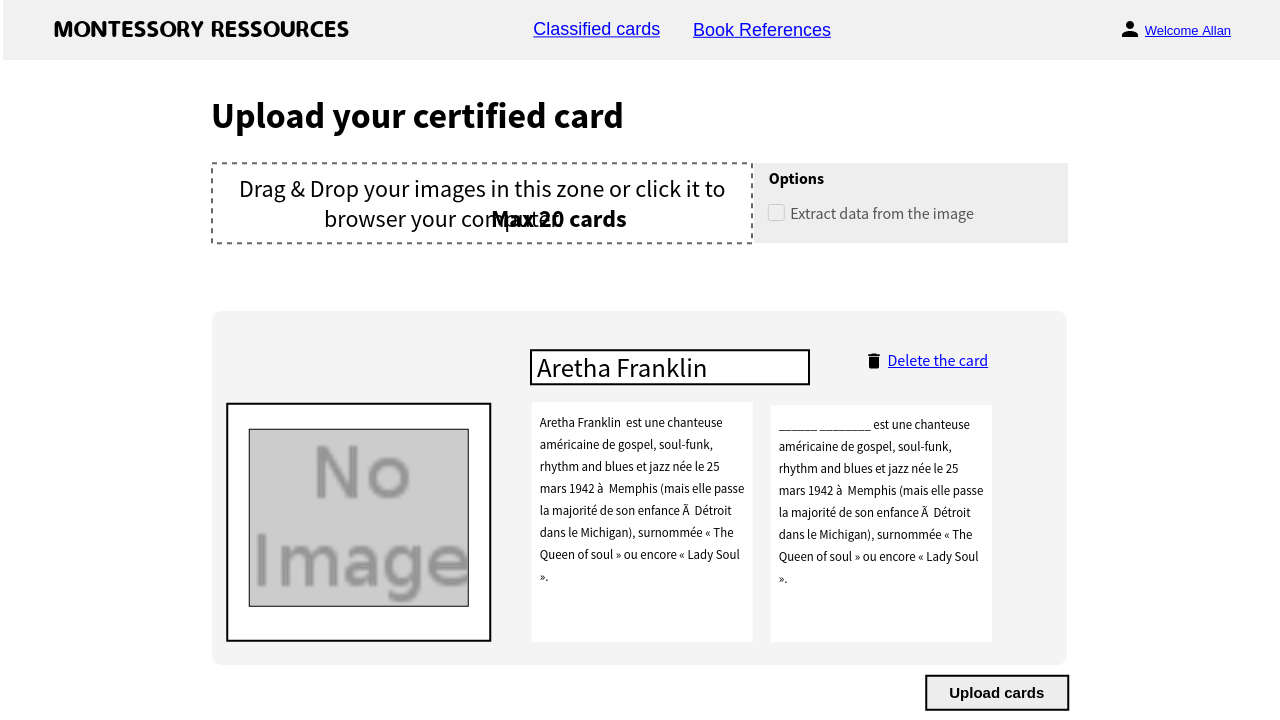 MONTESSORY RESSOURCES
Classified cards
Book References
Welcome Allan
Upload your certified card
Drag & Drop your images in this zone or click it to
browser your computer.
Max 20 cards
Options
Extract data from the image
Aretha Franklin
Delete the card
No
Image
Aretha Franklin  est une chanteuse
américaine de gospel, soul-funk,
rhythm and blues et jazz née le 25
mars 1942 à  Memphis (mais elle passe
la majorité de son enfance Ã  Détroit
dans le Michigan), surnommée « The
Queen of soul » ou encore « Lady Soul
».
______ ________ est une chanteuse
américaine de gospel, soul-funk,
rhythm and blues et jazz née le 25
mars 1942 à  Memphis (mais elle passe
la majorité de son enfance Ã  Détroit
dans le Michigan), surnommée « The
Queen of soul » ou encore « Lady Soul
».
Upload cards